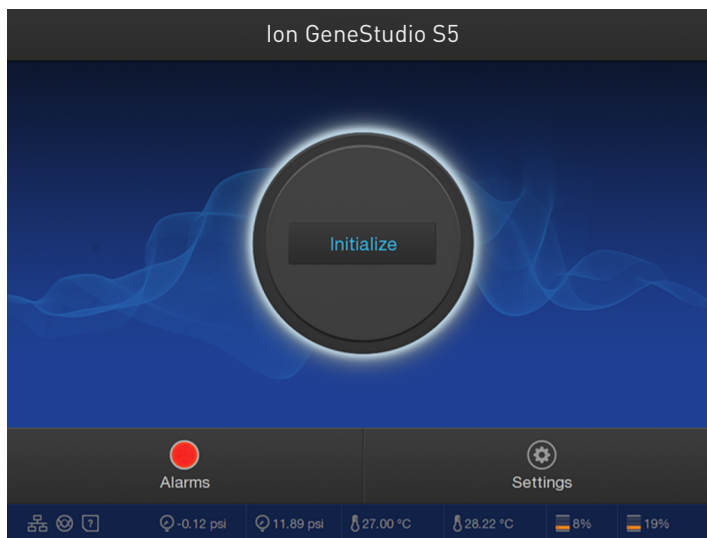 Ion GeneStudio S5
Initialize
Alarms
Settings
? -0.12 psi 11.89 psi 27.00 °C 28.22 °C 8% 19%